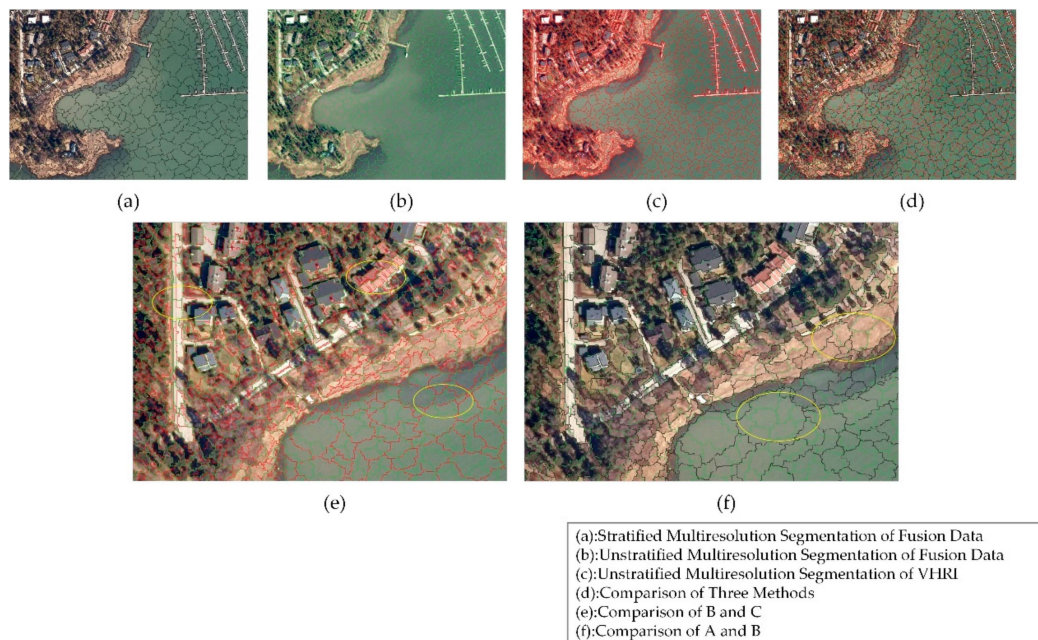 (a)
(b)
(c)
(d)
(e)
(f)
(a):Stratified Multiresolution Segmentation of Fusion Data
(b):Unstratified Multiresolution Segmentation of Fusion Data
(c):Unstratified Multiresolution Segmentation of VHRI
(d):Comparison of Three Methods
(e):Comparison of B and C
(f):Comparison of A and B